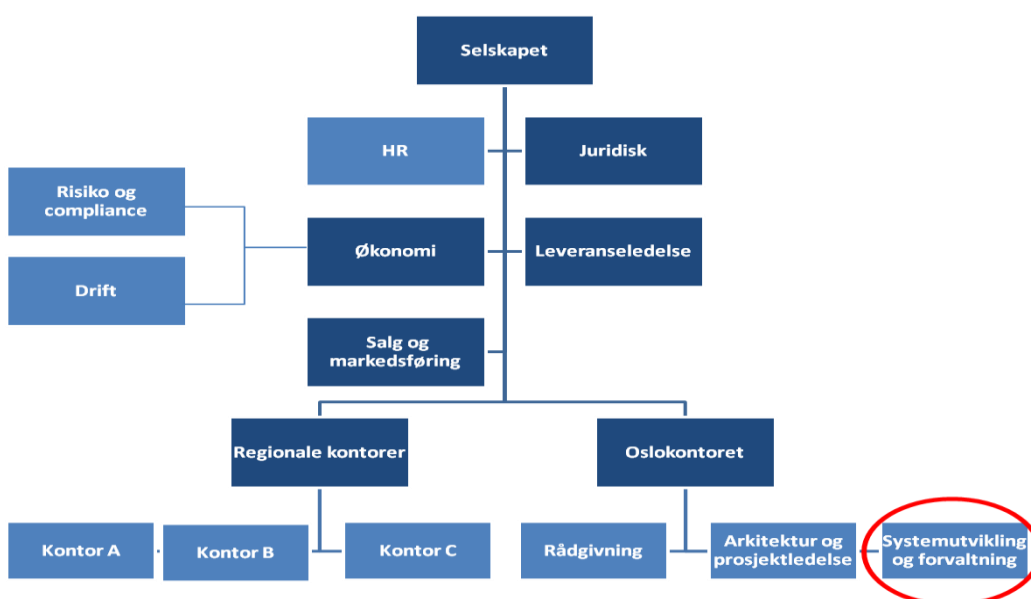 Selskapet
HR
Juridisk
Risiko og
compliance
Økonomi
Leveranseledelse
Drift
Salg og
markedsføring
Regionale kontorer
Oslokontoret
Kontor A
Kontor B
Kontor C
Rådgivning
Arkitektur og
prosjektledelse
Systemutvikling
og forvaltning